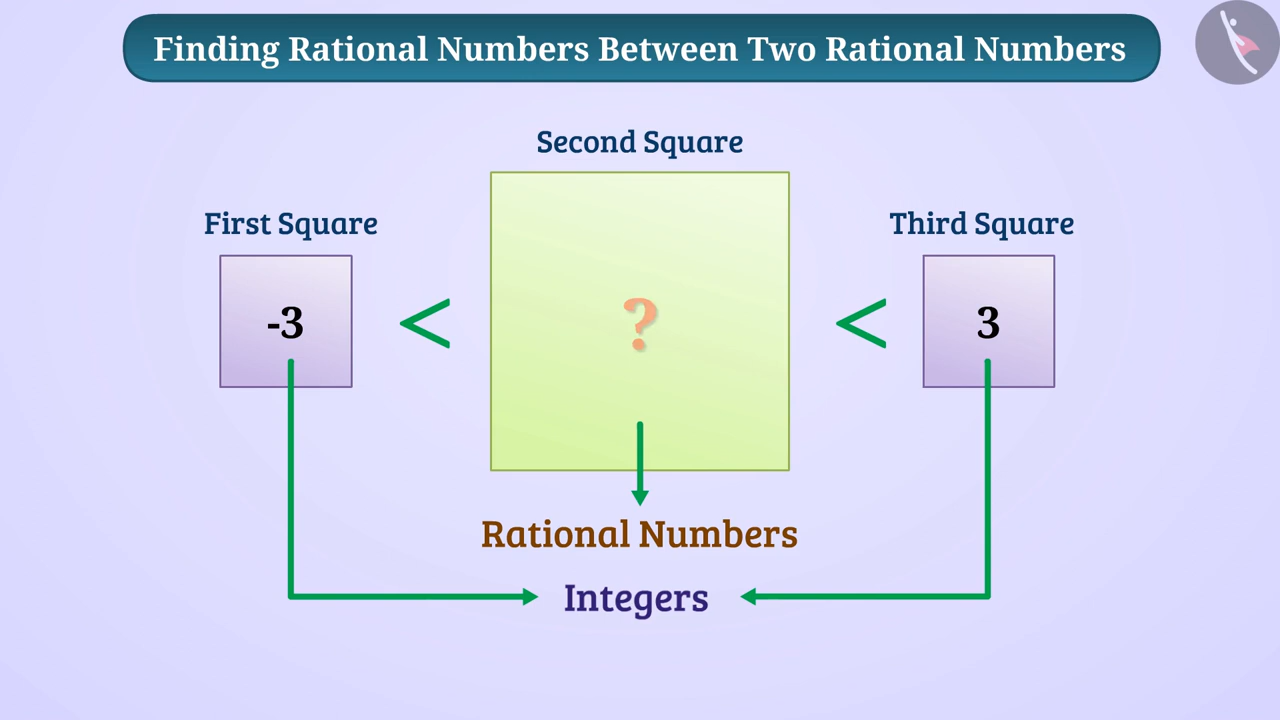 Finding Rational Numbers Between Two Rational Numbers
Second Square
First Square
Third Square
-3 < ? < 3
Rational Numbers
Integers